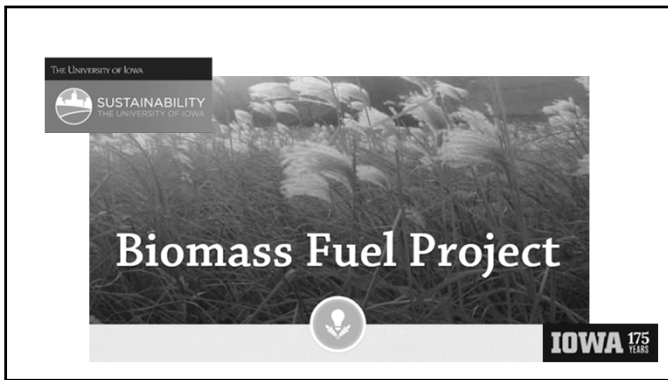 THE UNIVERSITY OF IOWA
SUSTAINABILITY
THE UNIVERSITY OF IOWA
Biomass Fuel Project
IOWA 175
YEARS